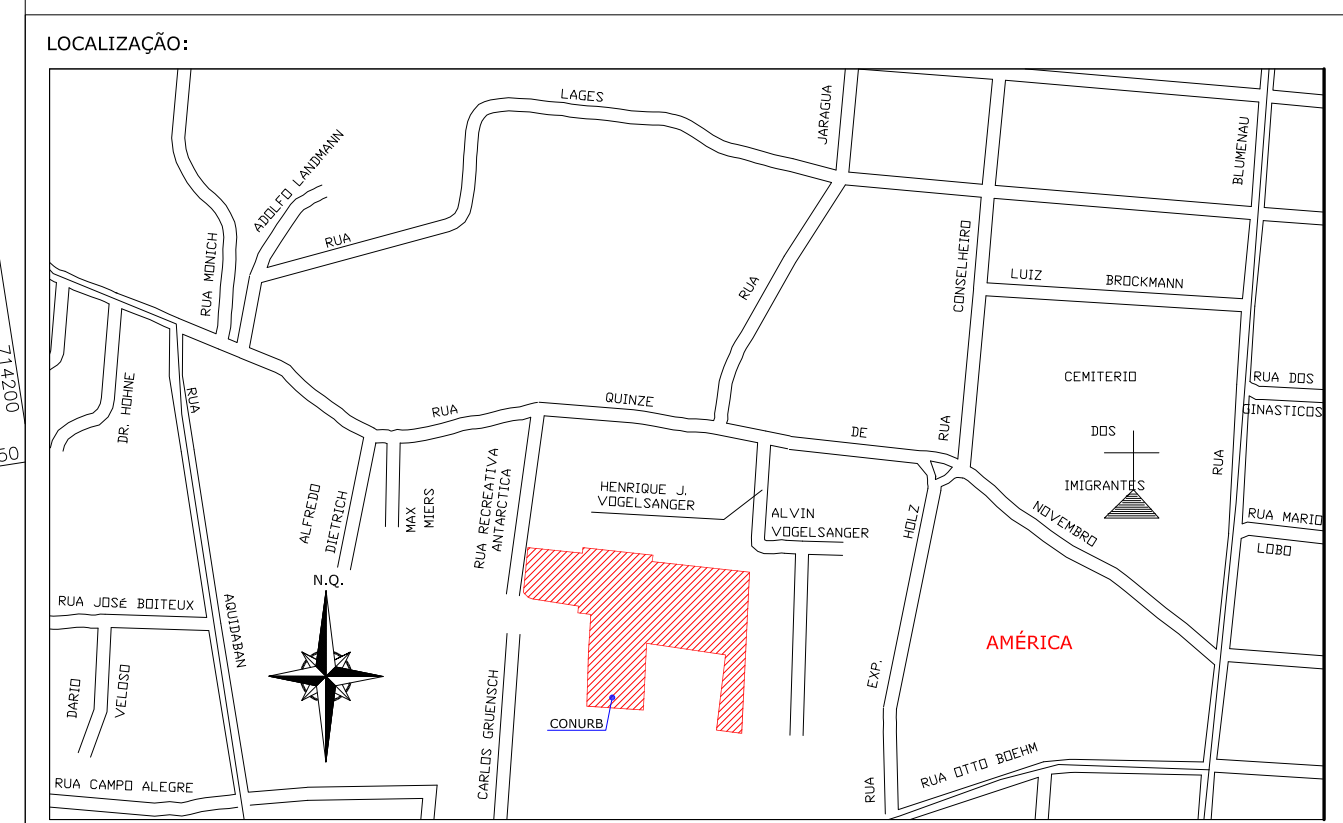 LOCALIZAÇÃO:
LAGES
JARAGUA
BLUMENAU
ADOLFO LANDMANN
RUA
RUA MONICH
CONSELHEIRO
LUIZ BROCKMANN
RUA
714200
DR. HOHNE
RUA
CEMITERIO
DOS
IMIGRANTES
RUA DOS
GINASTICOS
RUA
QUINZE
DE
RUA
RUA
50
RUA RECREATIVA
ANTARCTICA
HENRIQUE J.
VOGELSANGER
ALFREDO
DIETRICH
MAX
MIERS
ALVIN
VOGELSANGER
HOLZ
NOVEMBRO
RUA MARIO
LOBO
N.Q.
RUA JOSÉ BOITEUX
AQUIDABAN
AMÉRICA
DARIO
VELOSO
EXP.
CARLOS GRUENSCH
CONURB
RUA OTTO BOEHM
RUA CAMPO ALEGRE
RUA